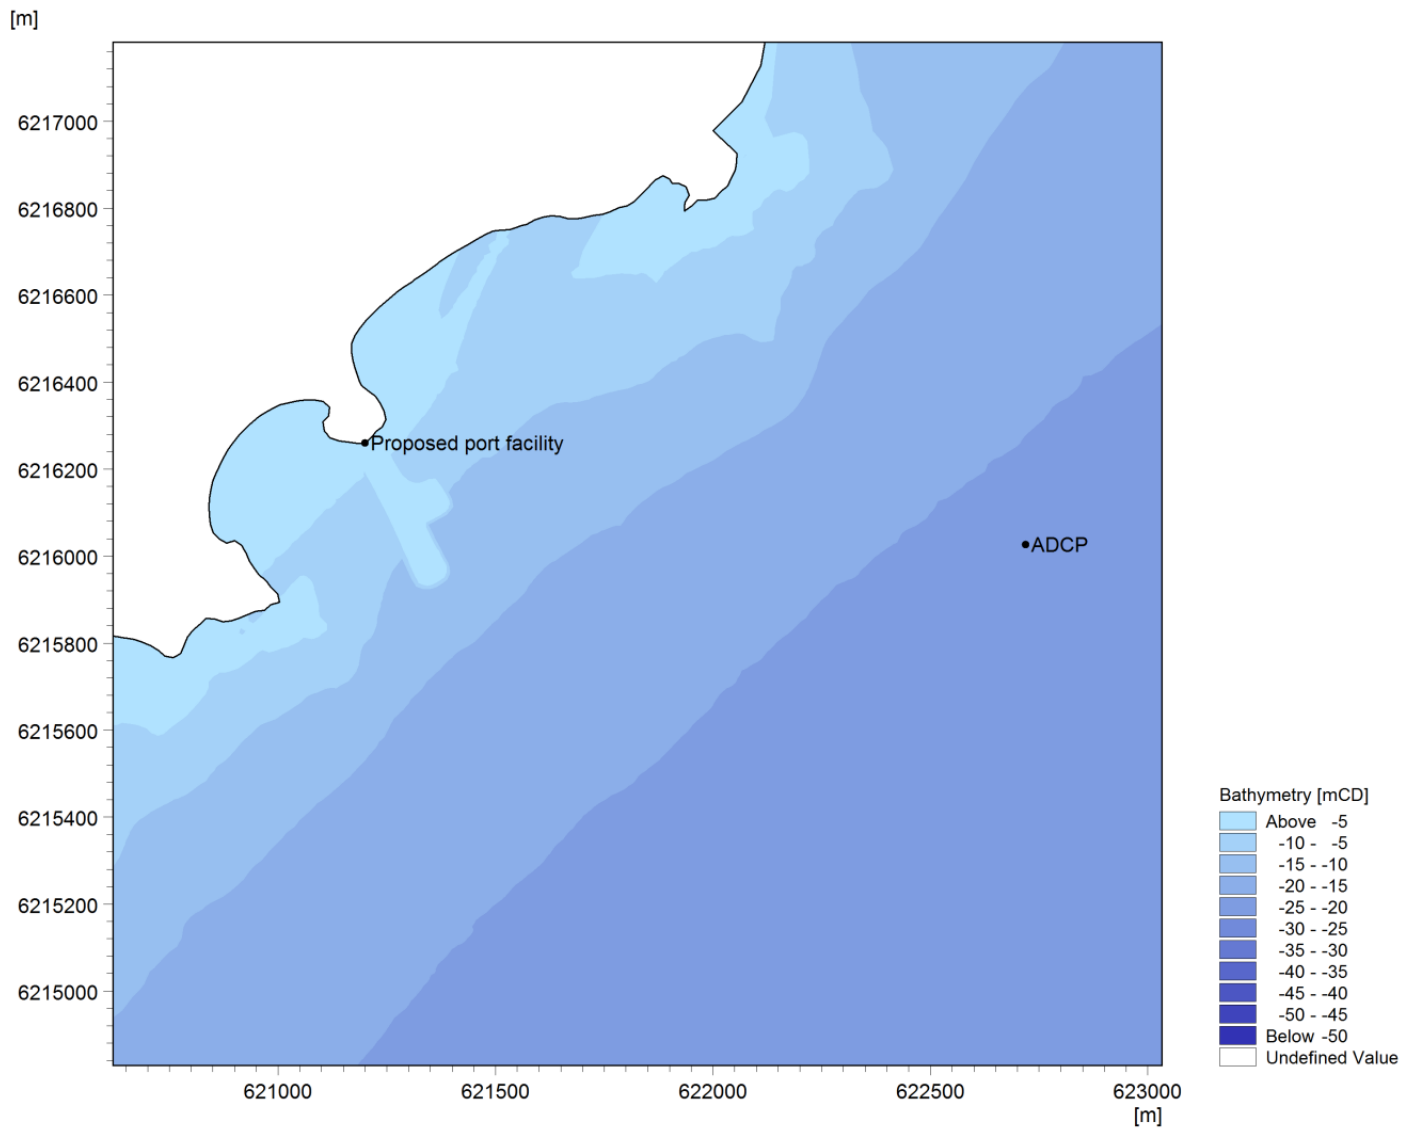 [m]
6217000
6216800
6216600
6216400
6216200
6216000
6215800
6215600
6215400
6215200
6215000
Proposed port facility
ADCP
621000 621500 622000 622500 623000
[m]
Bathymetry [mCD]
Above -5
-10 - -5
-15 - -10
-20 - -15
-25 - -20
-30 - -25
-35 - -30
-40 - -35
-45 - -40
-50 - -45
Below -50
Undefined Value